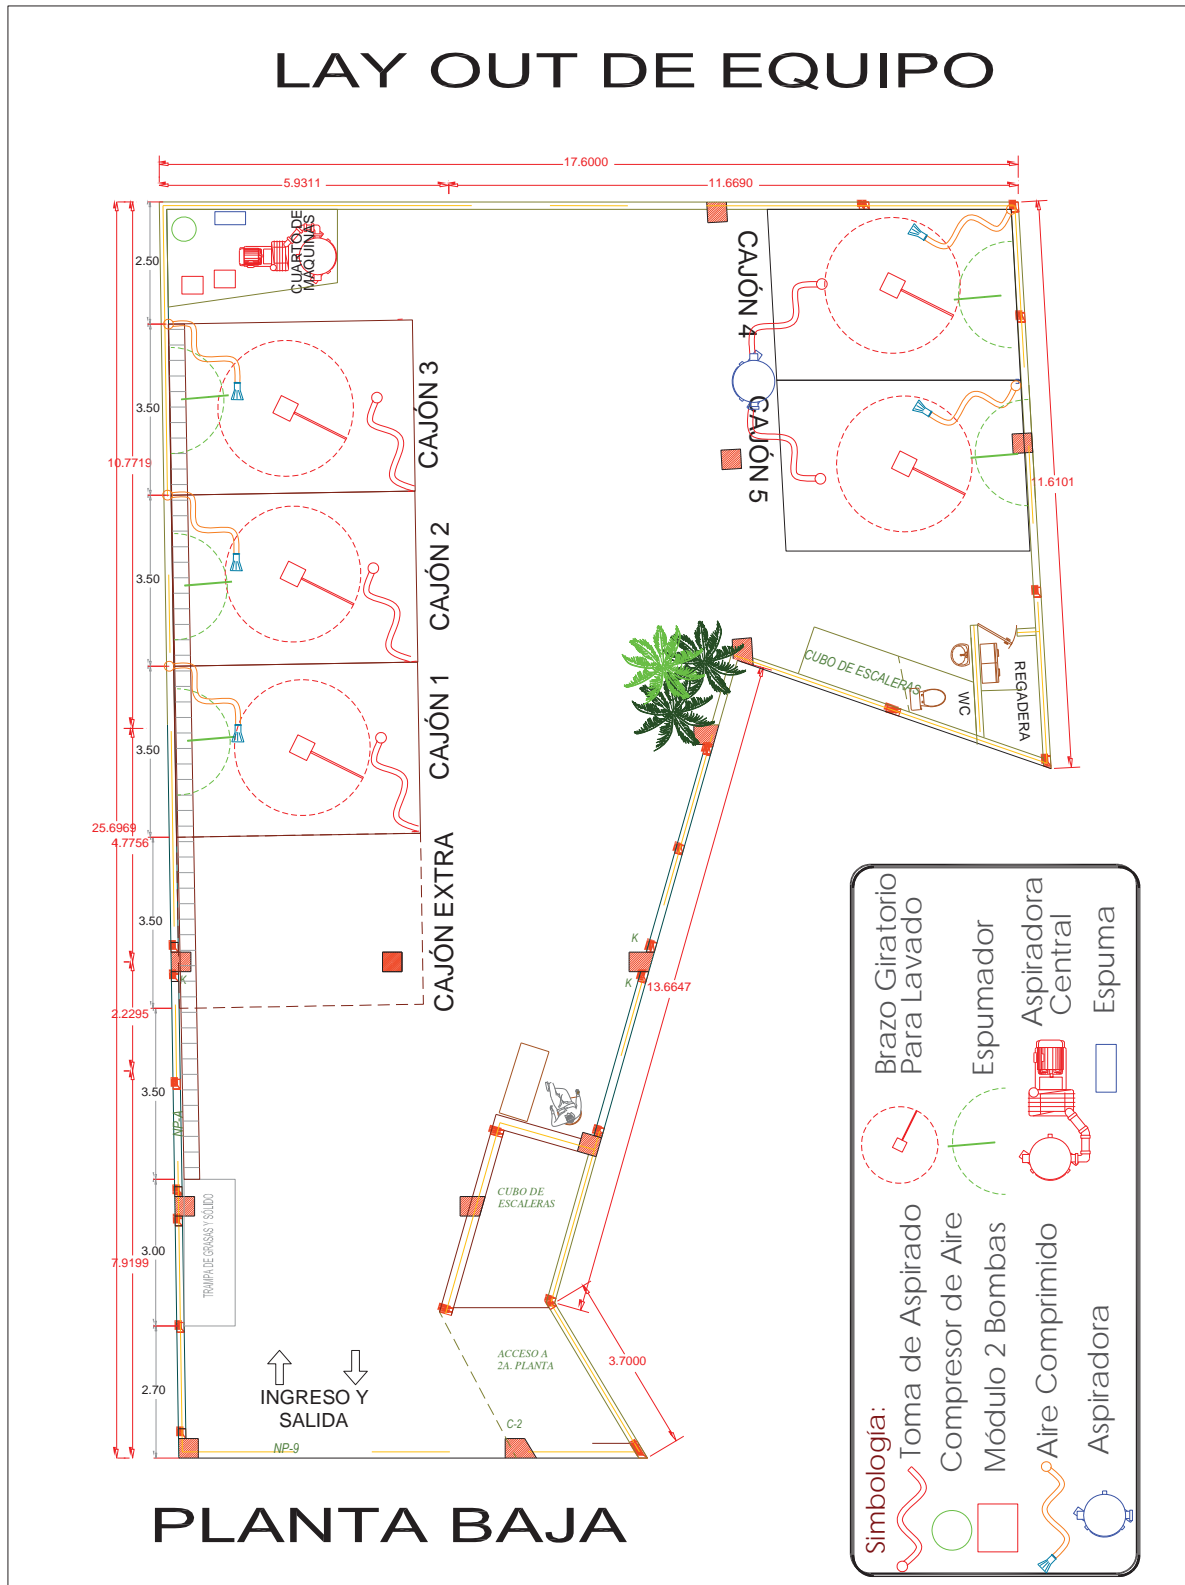 LAY OUT DE EQUIPO
17.6000
5.9311
11.6690
2.50
CUARTO DE
MAQUINAS
CAJÓN 4
3.50
CAJÓN 3
10.7719
CAJÓN 5
1.6101
3.50
CAJÓN 2
CUBO DE ESCALERAS
WC
REGADERA
3.50
CAJÓN 1
25.6969
4.7756
3.50
CAJÓN EXTRA
K
K
K
13.6647
2.2295
3.50
NP-A
CUBO DE
ESCALERAS
TRAMPA DE GRASAS Y SÓLIDO
3.00
7.9199
ACCESO A
2A. PLANTA
3.7000
2.70
INGRESO Y
SALIDA
C-2
NP-9
PLANTA BAJA
Simbología:
Toma de Aspirado
Compresor de Aire
Módulo 2 Bombas
Aire Comprimido
Aspiradora
Brazo Giratorio
Para Lavado
Espumador
Aspiradora
Central
Espuma